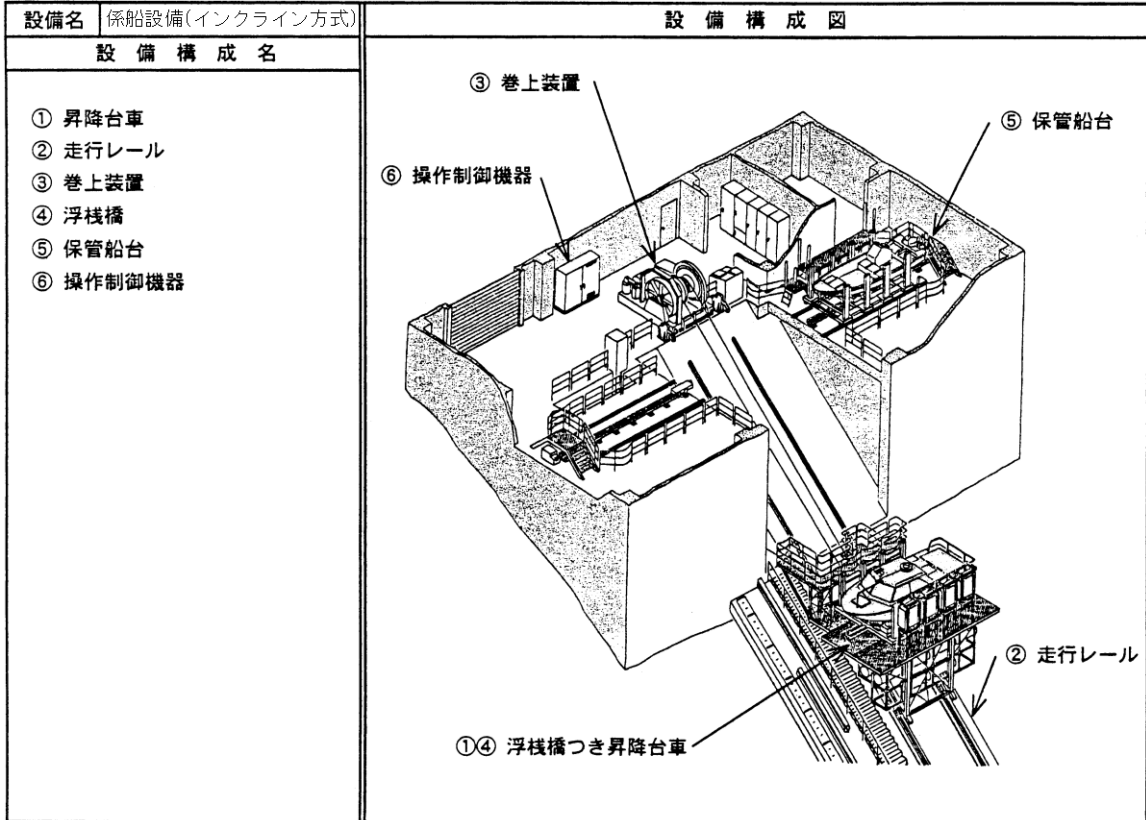 設備名 係船設備(インクライン方式)
設備構成名
① 昇降台車
② 走行レール
③ 巻上装置
④ 浮桟橋
⑤ 保管船台
⑥ 操作制御機器
設備構成図
③ 巻上装置
⑤ 保管船台
⑥ 操作制御機器
② 走行レール
①④ 浮桟橋つき昇降台車